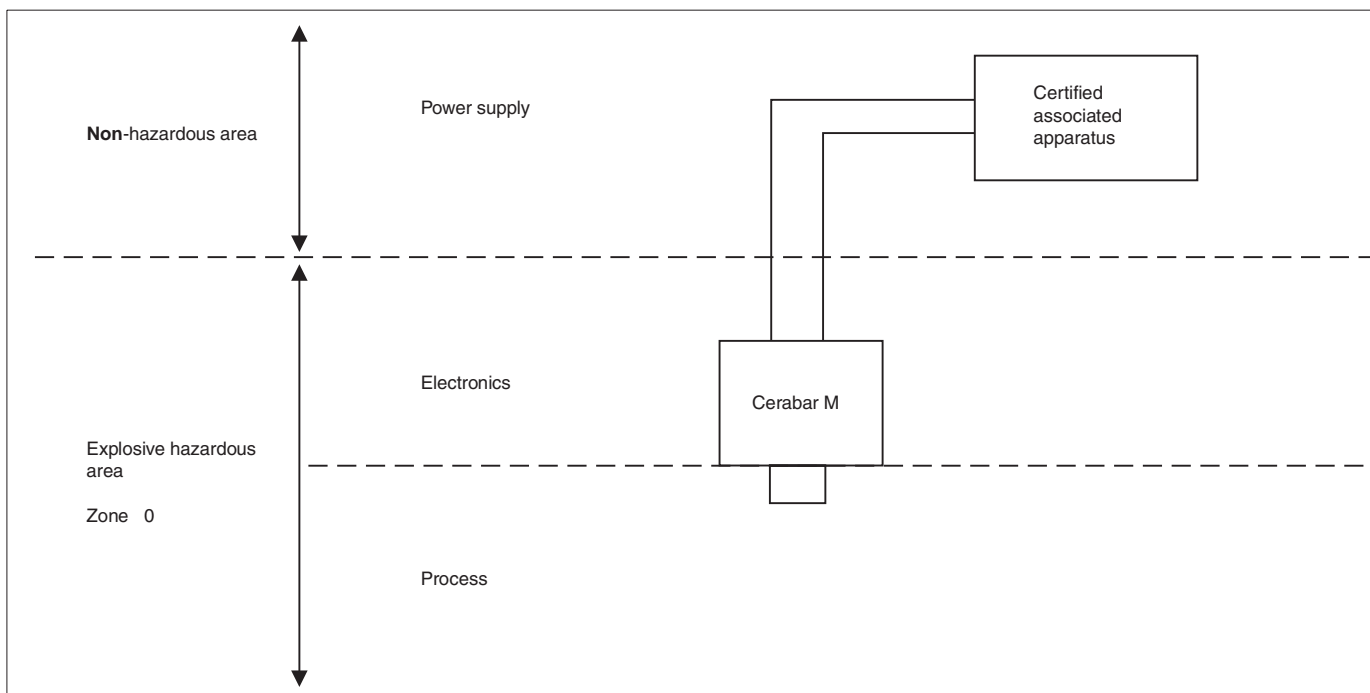 Non-hazardous area
Power supply
Certified
associated
apparatus
Electronics
Cerabar M
Explosive hazardous
area
Zone 0
Process